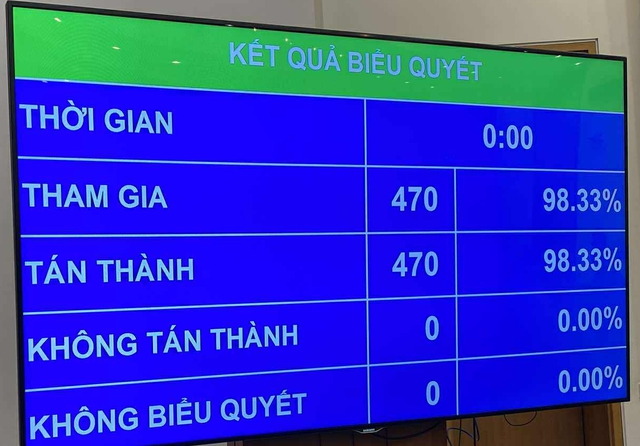 KẾT QUẢ BIỂU QUYẾT
THỜI GIAN 0:00
THAM GIA 470 98.33%
TÁN THÀNH 470 98.33%
KHÔNG TÁN THÀNH 0 0.00%
KHÔNG BIỂU QUYẾT 0 0.00%